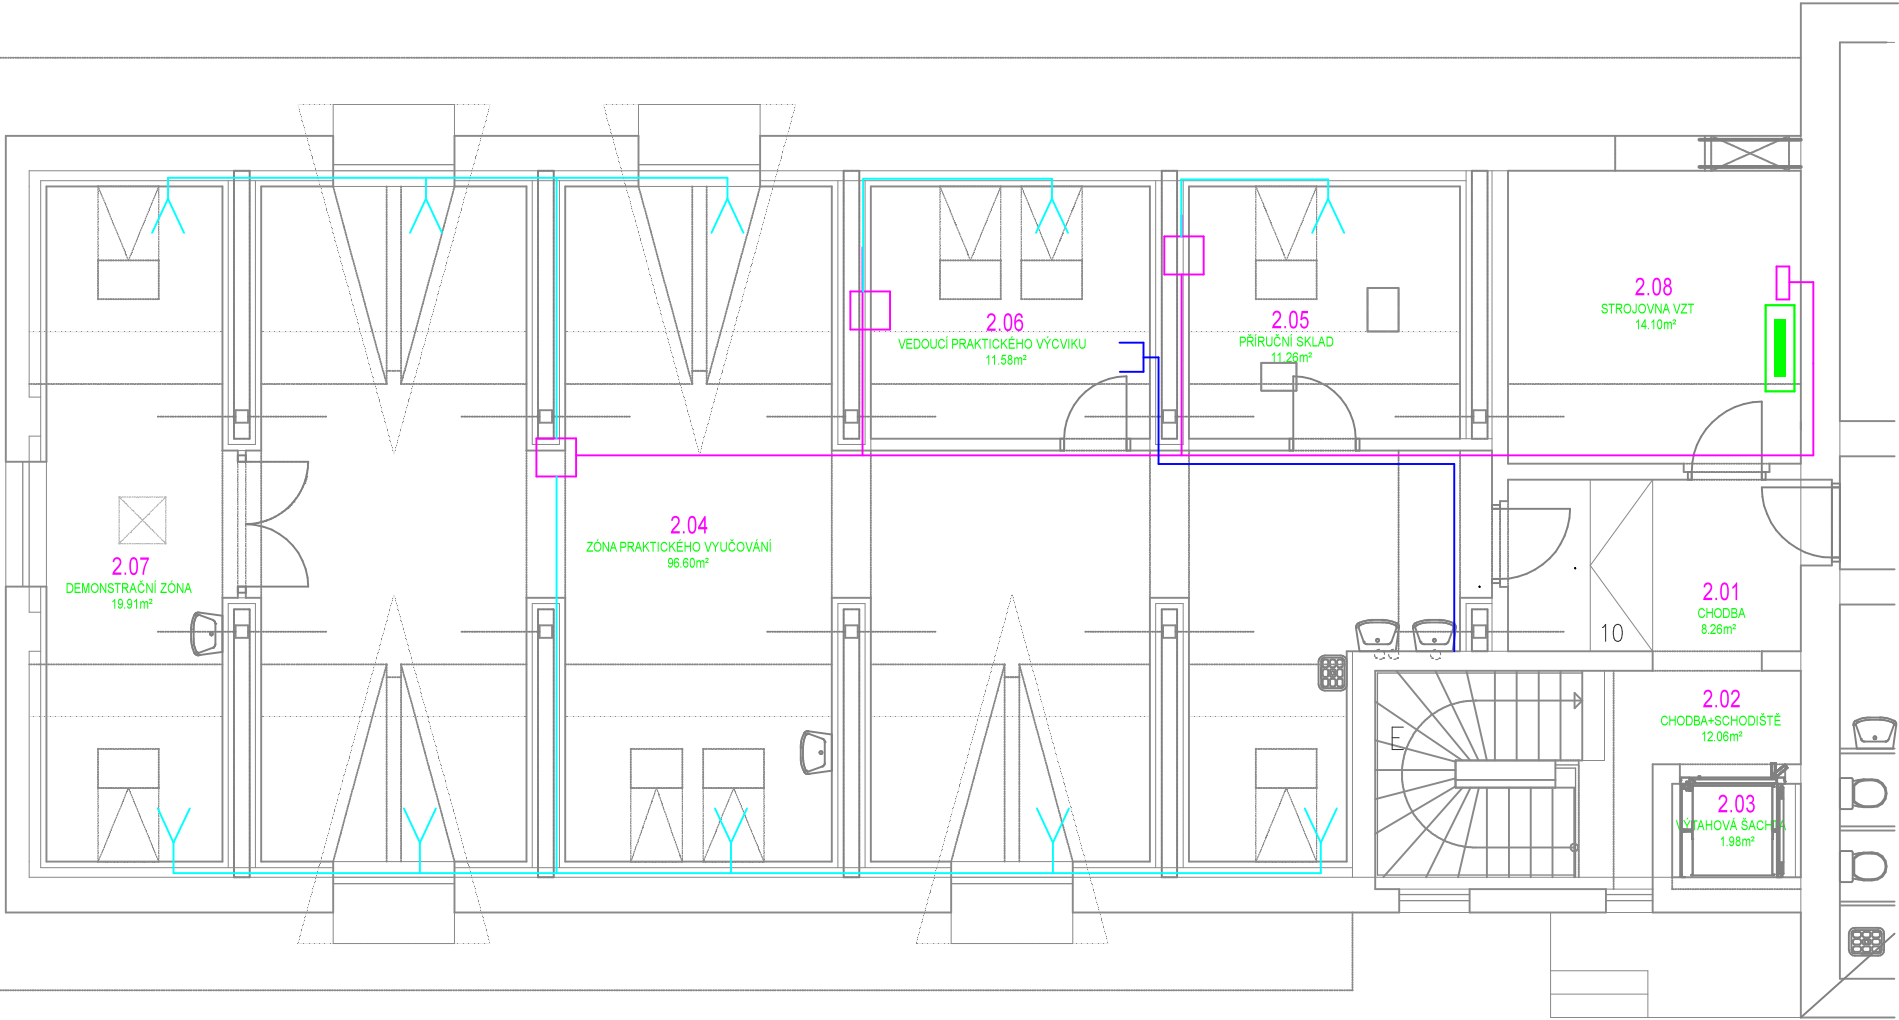 2.08
STROJOVNA VZT
14.10m²
2.06
VEDOUCÍ PRAKTICKÉHO VÝCVIKU
11.58m²
2.05
PŘÍRUČNÍ SKLAD
11.26m²
2.04
ZÓNA PRAKTICKÉHO VYUČOVÁNÍ
96.60m²
2.07
DEMONSTRAČNÍ ZÓNA
19.91m²
2.01
CHODBA
8.26m²
10
2.02
CHODBA+SCHODIŠTĚ
12.06m²
E
2.03
VÝTAHOVÁ ŠACHTA
1.98m²